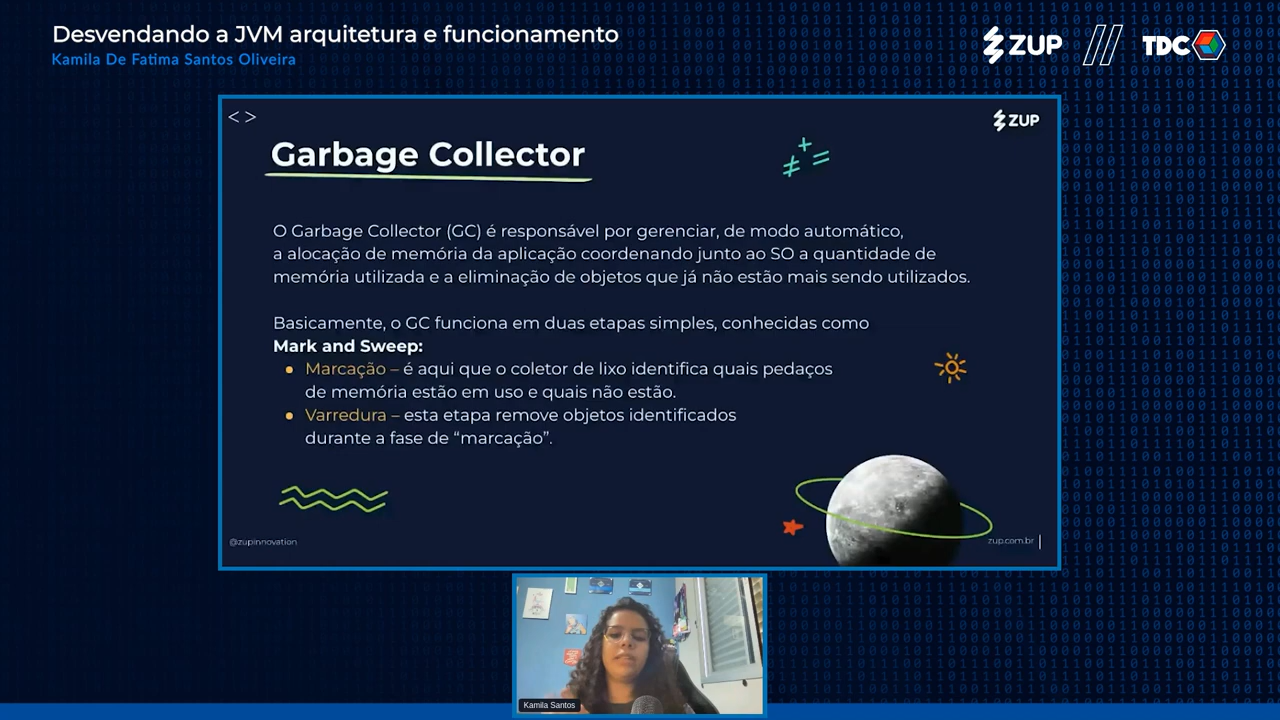 Desvendando a JVM arquitetura e funcionamento
Kamila De Fatima Santos Oliveira
ZUP
TDC
< >
ZUP
Garbage Collector
O Garbage Collector (GC) é responsável por gerenciar, de modo automático,
a alocação de memória da aplicação coordenando junto ao SO a quantidade de
memória utilizada e a eliminação de objetos que já não estão mais sendo utilizados.
Basicamente, o GC funciona em duas etapas simples, conhecidas como
Mark and Sweep:
Marcação – é aqui que o coletor de lixo identifica quais pedaços
de memória estão em uso e quais não estão.
Varredura – esta etapa remove objetos identificados
durante a fase de “marcação”.
@zupinnovation
zup.com.br
Kamila Santos